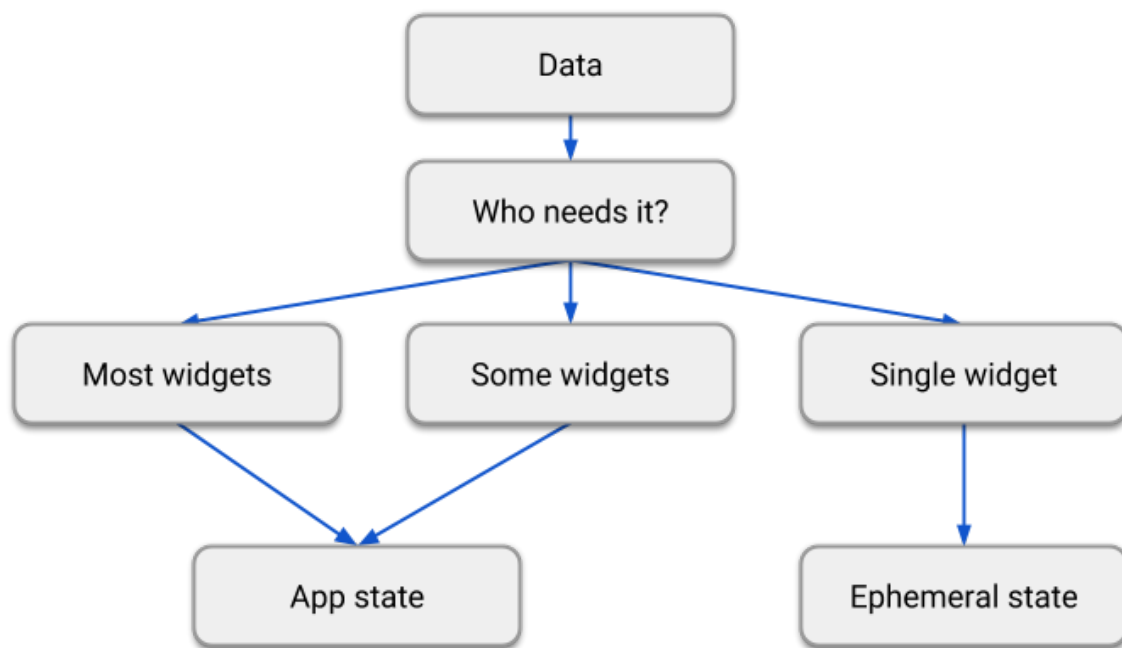 Data
Who needs it?
Most widgets
Some widgets
Single widget
App state
Ephemeral state